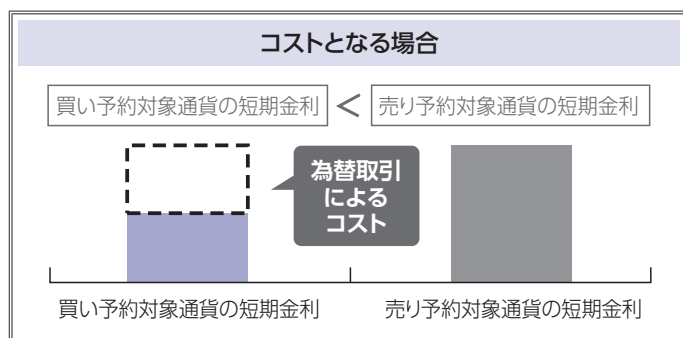 コストとなる場合
買い予約対象通貨の短期金利 < 売り予約対象通貨の短期金利
為替取引
による
コスト
買い予約対象通貨の短期金利
売り予約対象通貨の短期金利